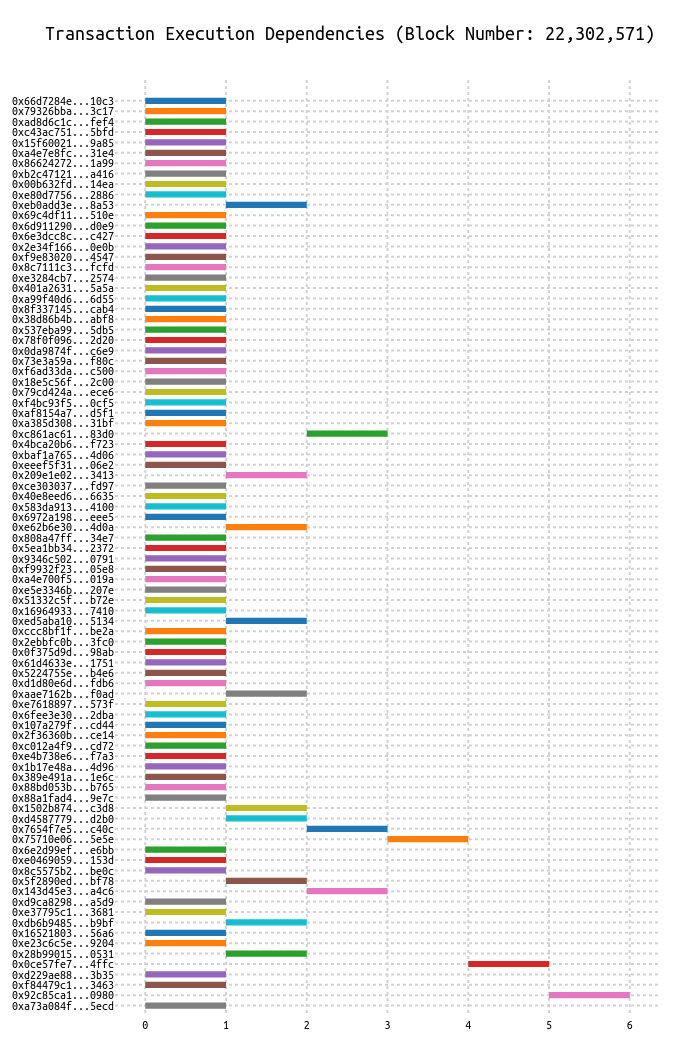 Transaction Execution Dependencies (Block Number: 22,302,571)
0x66d7284e...10c3
0x79326bba...3c17
0xad8d6c1c...fef4
0xc43ac751...5bfd
0x15f60021...9a85
0xa4e7e8fc...31e4
0x86624272...1a99
0xb2c47121...a416
0x00b632fd...14ea
0xe80d7756...2886
0xeb0add3e...8a53
0x69c4df11...510e
0x6d911290...d0e9
0x6e3dcc8c...c427
0x2e34f166...0e0b
0xf9e83020...4547
0x8c7111c3...fcfd
0xe3284cb7...2574
0x401a2631...5a5a
0xa99f40d6...6d55
0x8f337145...cab4
0x38d86b4b...abf8
0x537eba99...5db5
0x78f0f096...2d20
0x0da9874f...c6e9
0x73e3a59a...f80c
0xf6ad33da...c500
0x18e5c56f...2c00
0x79cd424a...ece6
0xf4bc93f5...0cf5
0xaf8154a7...d5f1
0xa385d308...31bf
0xc861ac61...83d0
0x4bca20b6...f723
0xbaf1a765...4d06
0xeeef5f31...06e2
0x209e1e02...3413
0xce303037...fd97
0x40e8eed6...6635
0x583da913...4100
0x6972a198...eee5
0xe62b6e30...4d0a
0x808a47ff...34e7
0x5ea1bb34...2372
0x9346c502...0791
0xf9932f23...05e8
0xa4e700f5...019a
0xe5e3346b...207e
0x51332c5f...b72e
0x16964933...7410
0xed5aba10...5134
0xccc8bf1f...be2a
0x2ebbfc0b...3fc0
0x0f375d9d...98ab
0x61d4633e...1751
0x5224755e...b4e6
0xd1d80e6d...fdb6
0xaae7162b...f0ad
0xe7618897...573f
0x6fee3e30...2dba
0x107a279f...cd44
0x2f36360b...ce14
0xc012a4f9...cd72
0xe4b738e6...f7a3
0x1b17e48a...4d96
0x389e491a...1e6c
0x88bd053b...b765
0x88a1fad4...9e7c
0x1502b874...c3d8
0xd4587779...d2b0
0x7654f7e5...c40c
0x75710e06...5e5e
0x6e2d99ef...e6bb
0xe0469059...153d
0x8c5575b2...be0c
0x5f2890ed...bf78
0x143d45e3...a4c6
0xd9ca8298...a5d9
0xe37795c1...3681
0xdb6b9485...b9bf
0x16521803...56a6
0xe23c6c5e...9204
0x28b99015...0531
0x0ce57fe7...4ffc
0xd229ae88...3b35
0xf84479c1...3463
0x92c85ca1...0980
0xa73a084f...5ecd
0 1 2 3 4 5 6